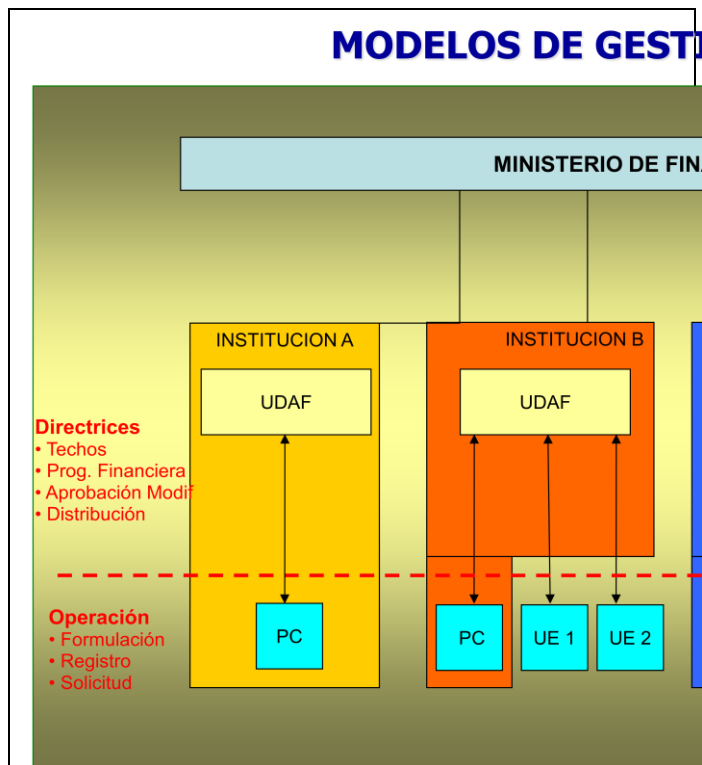 MODELOS DE GESTI
MINISTERIO DE FINA
INSTITUCION A
INSTITUCION B
UDAF
UDAF
Directrices
• Techos
• Prog. Financiera
• Aprobación Modif
• Distribución
Operación
• Formulación
• Registro
• Solicitud
PC
PC
UE 1
UE 2